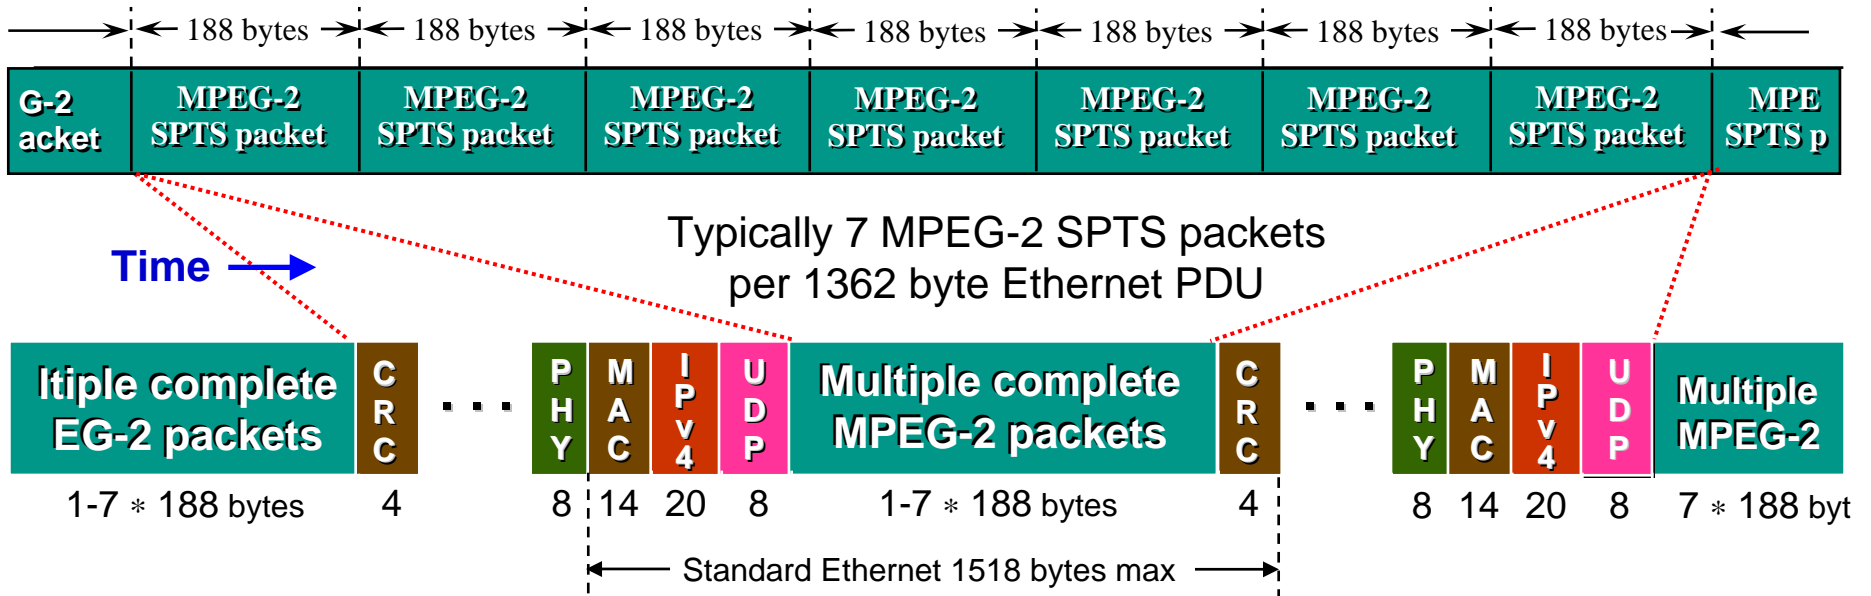 188 bytes 188 bytes 188 bytes 188 bytes 188 bytes 188 bytes 188 bytes
G-2 MPEG-2 MPEG-2 MPEG-2 MPEG-2 MPEG-2 MPEG-2 MPEG-2 MPE
acket SPTS packet SPTS packet SPTS packet SPTS packet SPTS packet SPTS packet SPTS packet SPTS p
Typically 7 MPEG-2 SPTS packets
per 1362 byte Ethernet PDU
Time
ltiple complete
EG-2 packets
CRC
. . .
PHY
MAC
IPv4
UDP
Multiple complete
MPEG-2 packets
CRC
. . .
PHY
MAC
IPv4
UDP
Multiple
MPEG-2
1-7 * 188 bytes 4 8 14 20 8 1-7 * 188 bytes 4 8 14 20 8 7 * 188 byt
Standard Ethernet 1518 bytes max